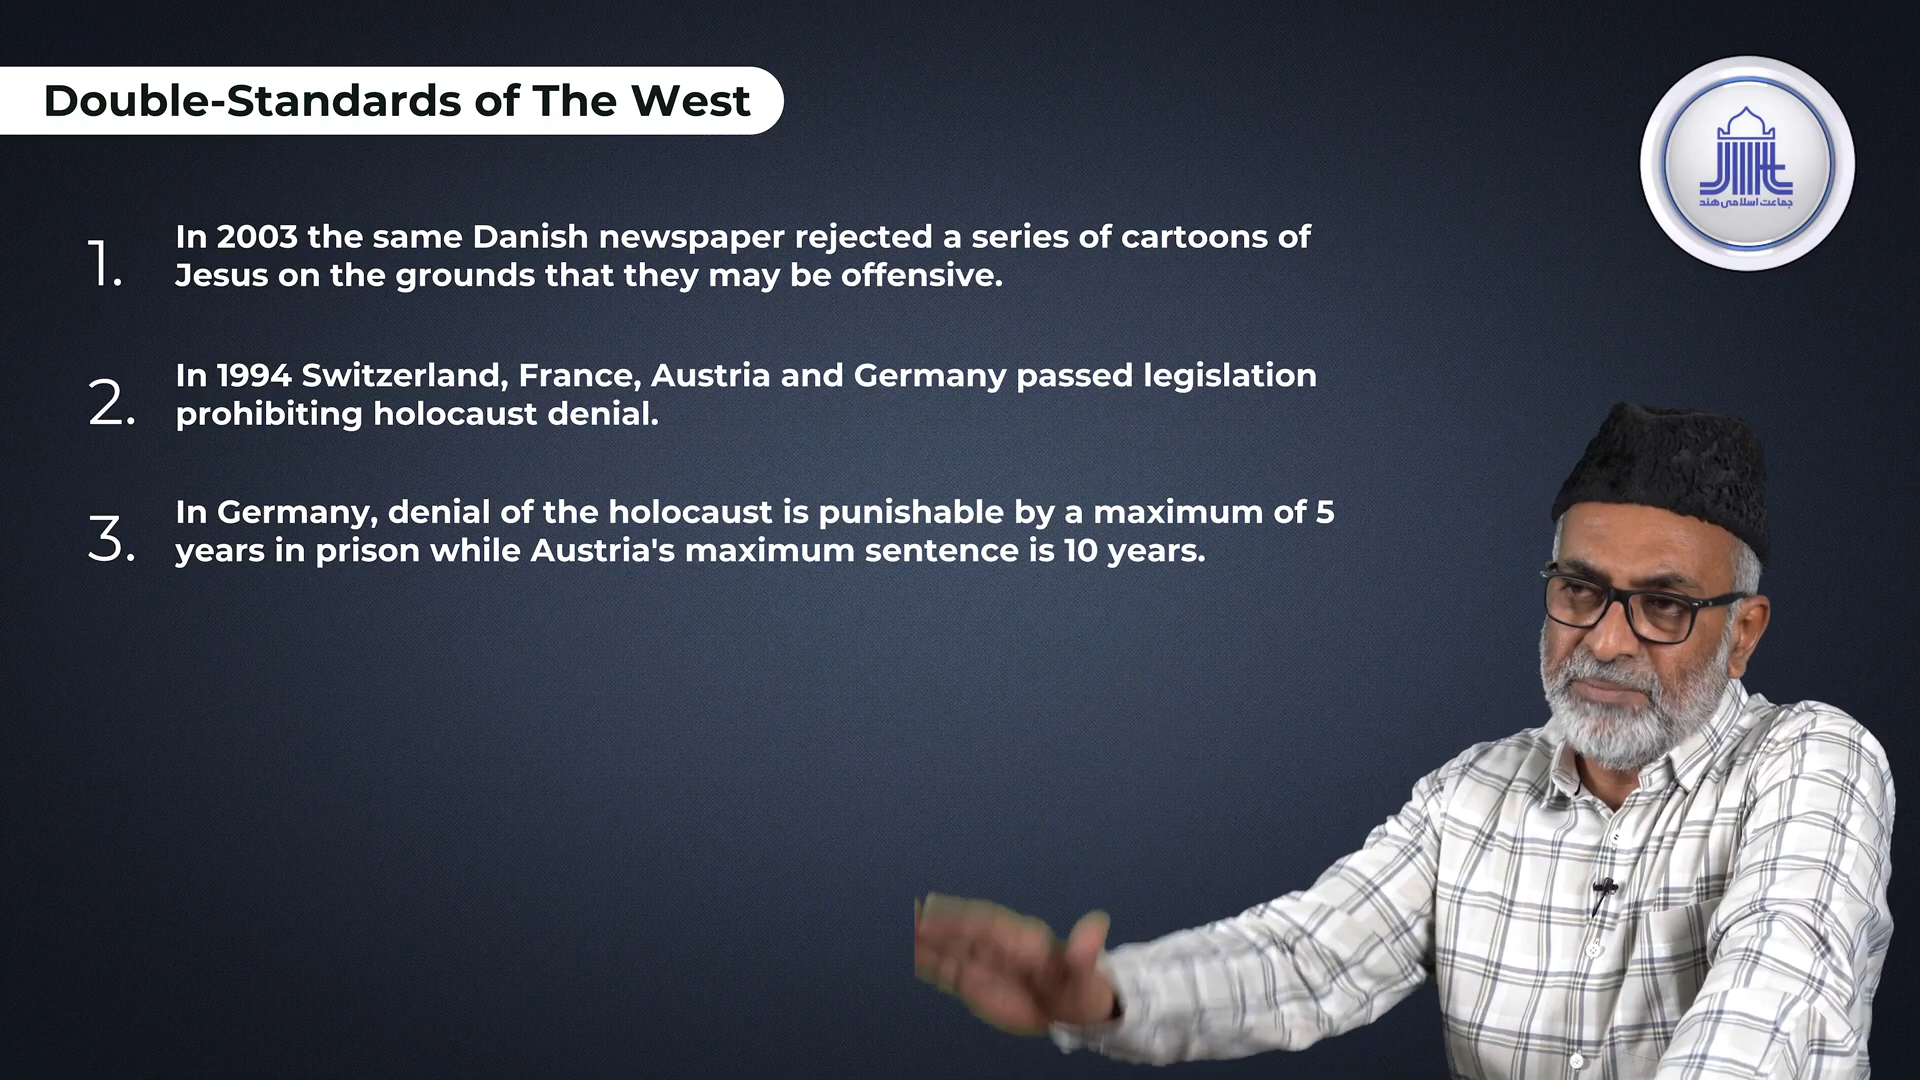 Double-Standards of The West
1.
In 2003 the same Danish newspaper rejected a series of cartoons of
Jesus on the grounds that they may be offensive.
2.
In 1994 Switzerland, France, Austria and Germany passed legislation
prohibiting holocaust denial.
3.
In Germany, denial of the holocaust is punishable by a maximum of 5
years in prison while Austria's maximum sentence is 10 years.
جماعت اسلامی هند